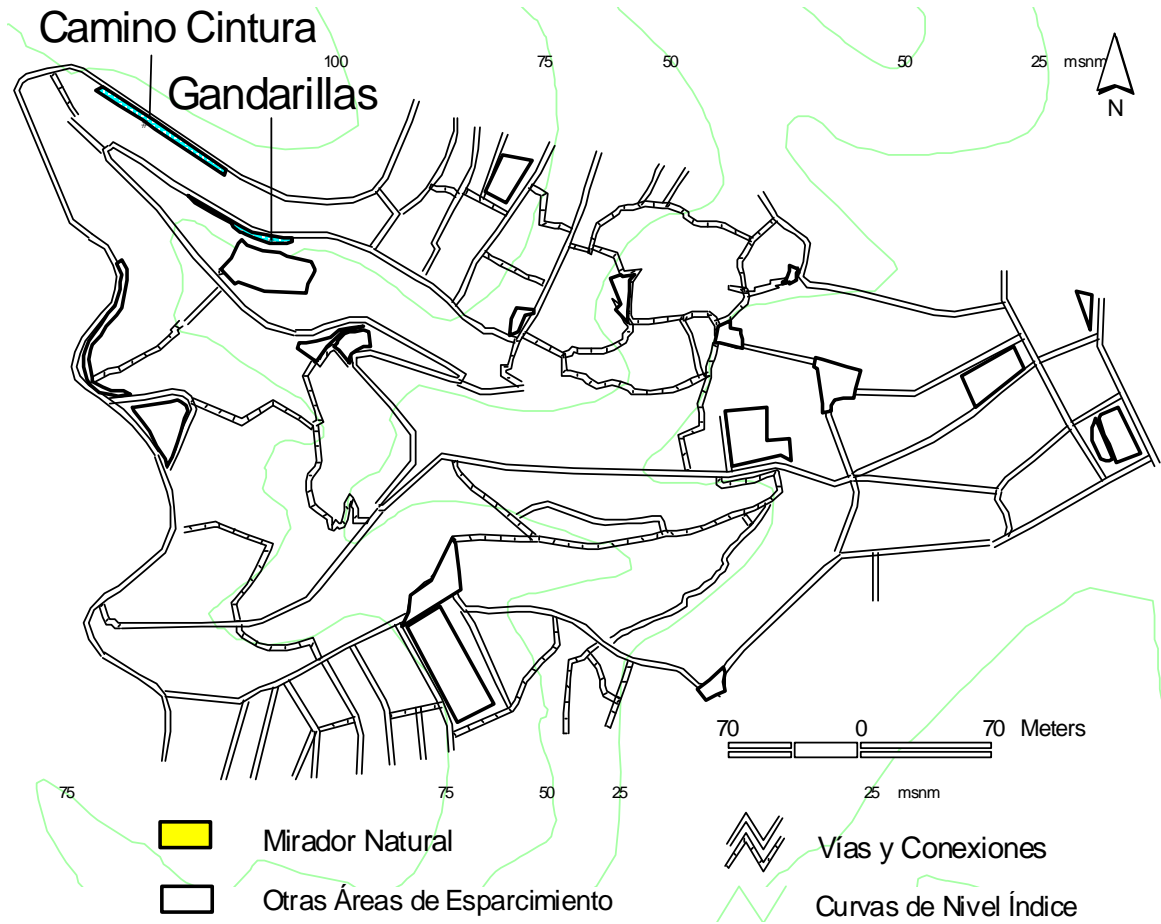 Camino Cintura
100 75 50 50 25 msnm
Gandarillas
N
70 0 70 Meters
75 75 50 25 25 msnm
Mirador Natural
Vías y Conexiones
Otras Áreas de Esparcimiento
Curvas de Nivel Índice